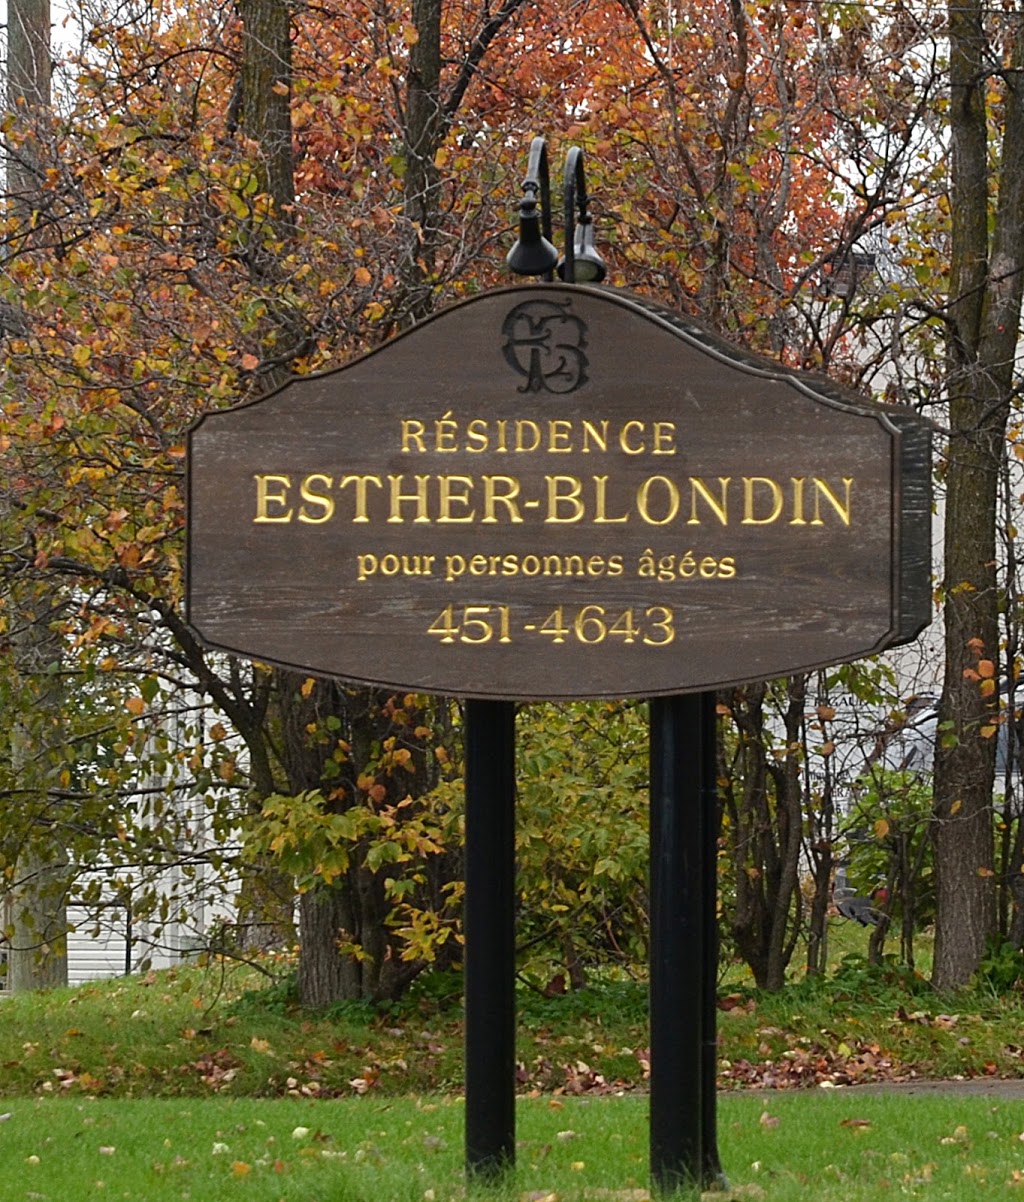 RÉSIDENCE
ESTHER-BLONDIN
pour personnes âgées
451-4643